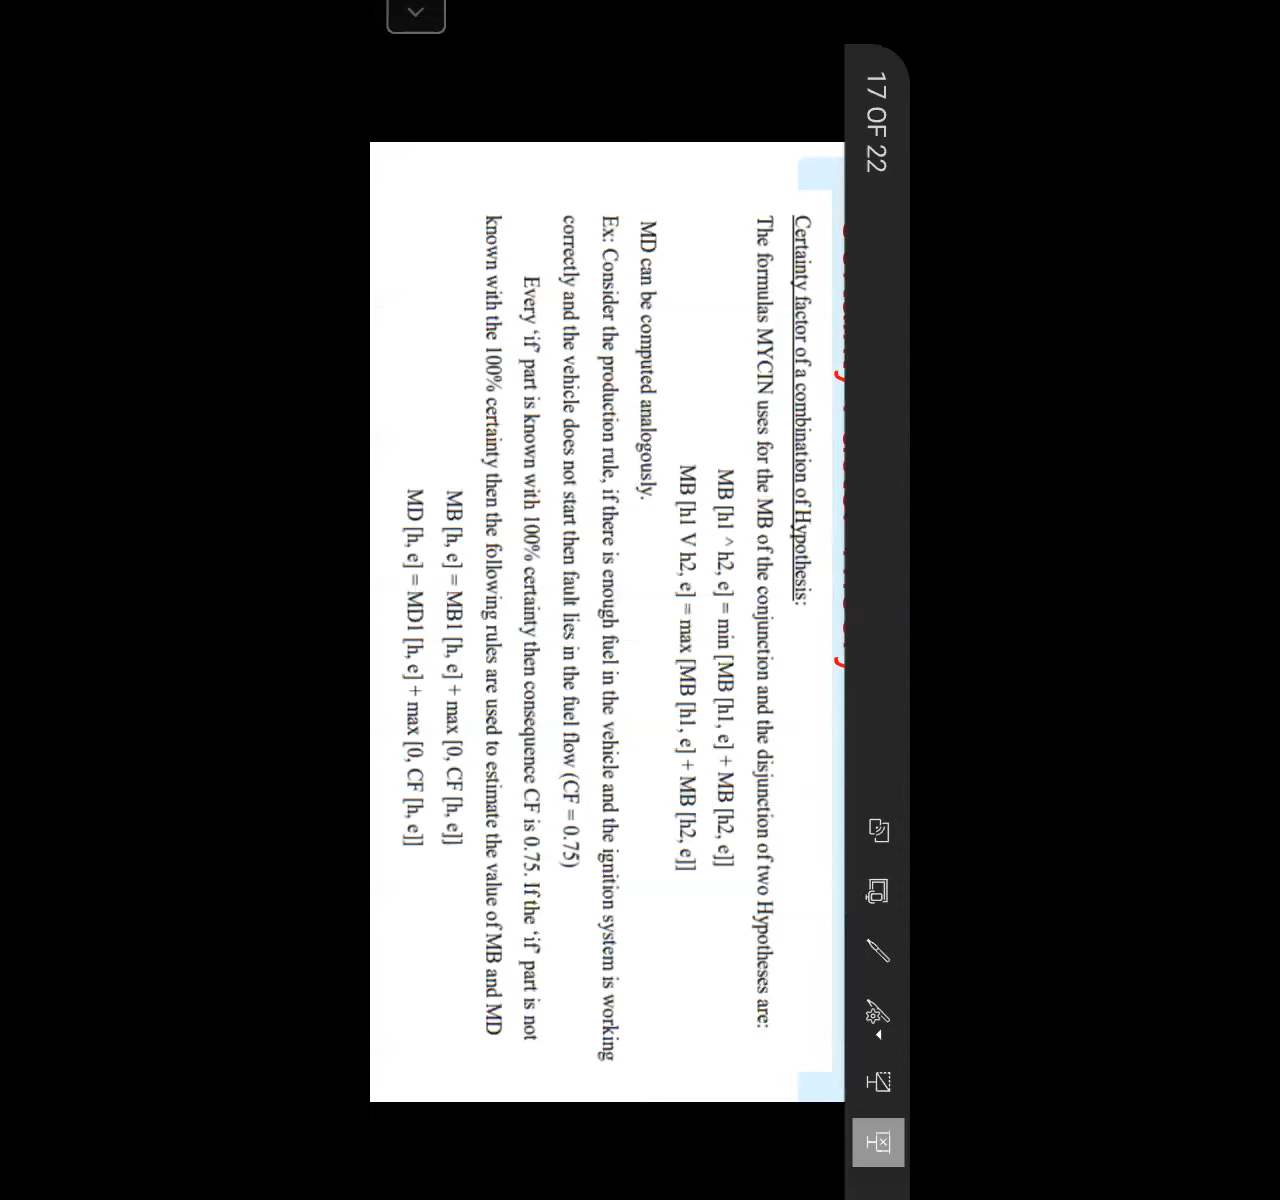 17 OF 22
Certainty factor of a combination of Hypothesis:
The formulas MYCIN uses for the MB of the conjunction and the disjunction of two Hypotheses are:
MB [h1 ^ h2, e] = min [MB [h1, e] + MB [h2, e]]
MB [h1 V h2, e] = max [MB [h1, e] + MB [h2, e]]
MD can be computed analogously.
Ex: Consider the production rule, if there is enough fuel in the vehicle and the ignition system is working
correctly and the vehicle does not start then fault lies in the fuel flow (CF = 0.75)
Every ‘if’ part is known with 100% certainty then consequence CF is 0.75. If the ‘if’ part is not
known with the 100% certainty then the following rules are used to estimate the value of MB and MD
MB [h, e] = MB1 [h, e] + max [0, CF [h, e]]
MD [h, e] = MD1 [h, e] + max [0, CF [h, e]]